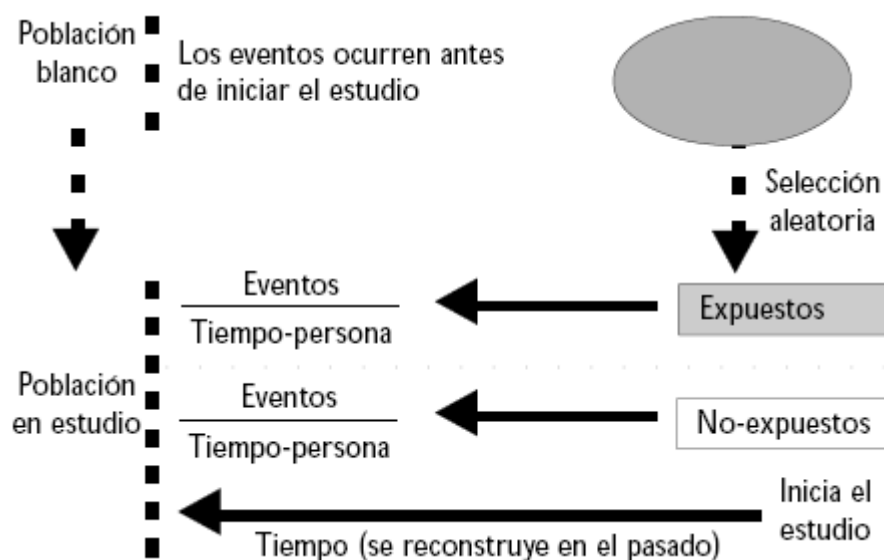 Población
blanco
Los eventos ocurren antes
de iniciar el estudio
Selección
aleatoria
Eventos
Tiempo-persona
Expuestos
Población
en estudio
Eventos
Tiempo-persona
No-expuestos
Inicia el
estudio
Tiempo (se reconstruye en el pasado)